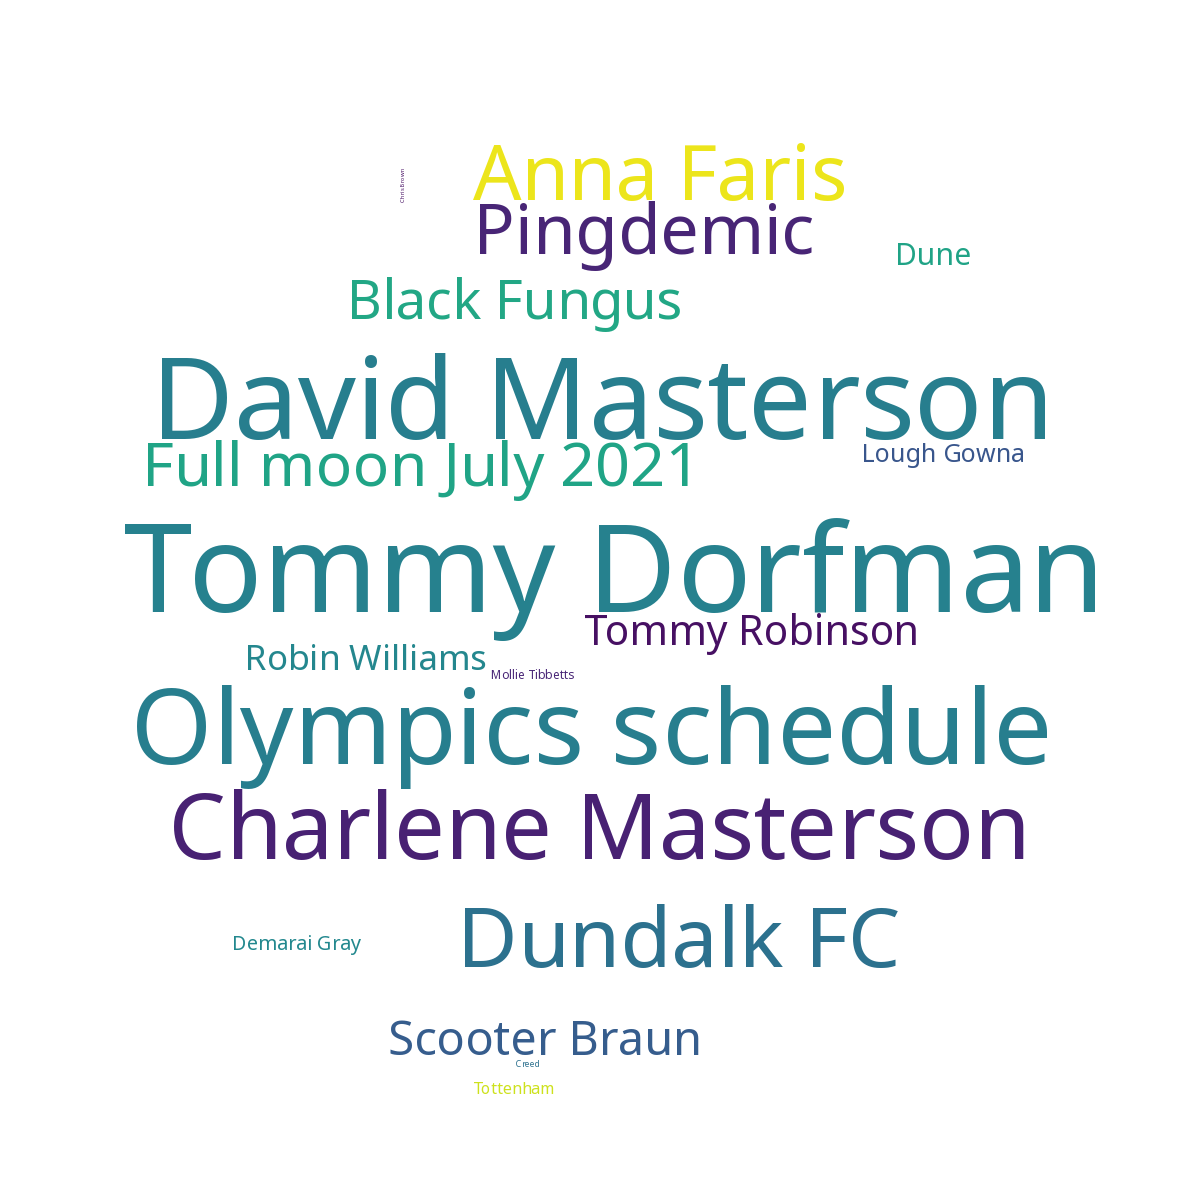 Chris Brown
Anna Faris
Pingdemic
Dune
Black Fungus
David Masterson
Full moon July 2021
Lough Gowna
Tommy Dorfman
Tommy Robinson
Robin Williams
Mollie Tibbetts
Olympics schedule
Charlene Masterson
Dundalk FC
Demarai Gray
Scooter Braun
Creed
Tottenham